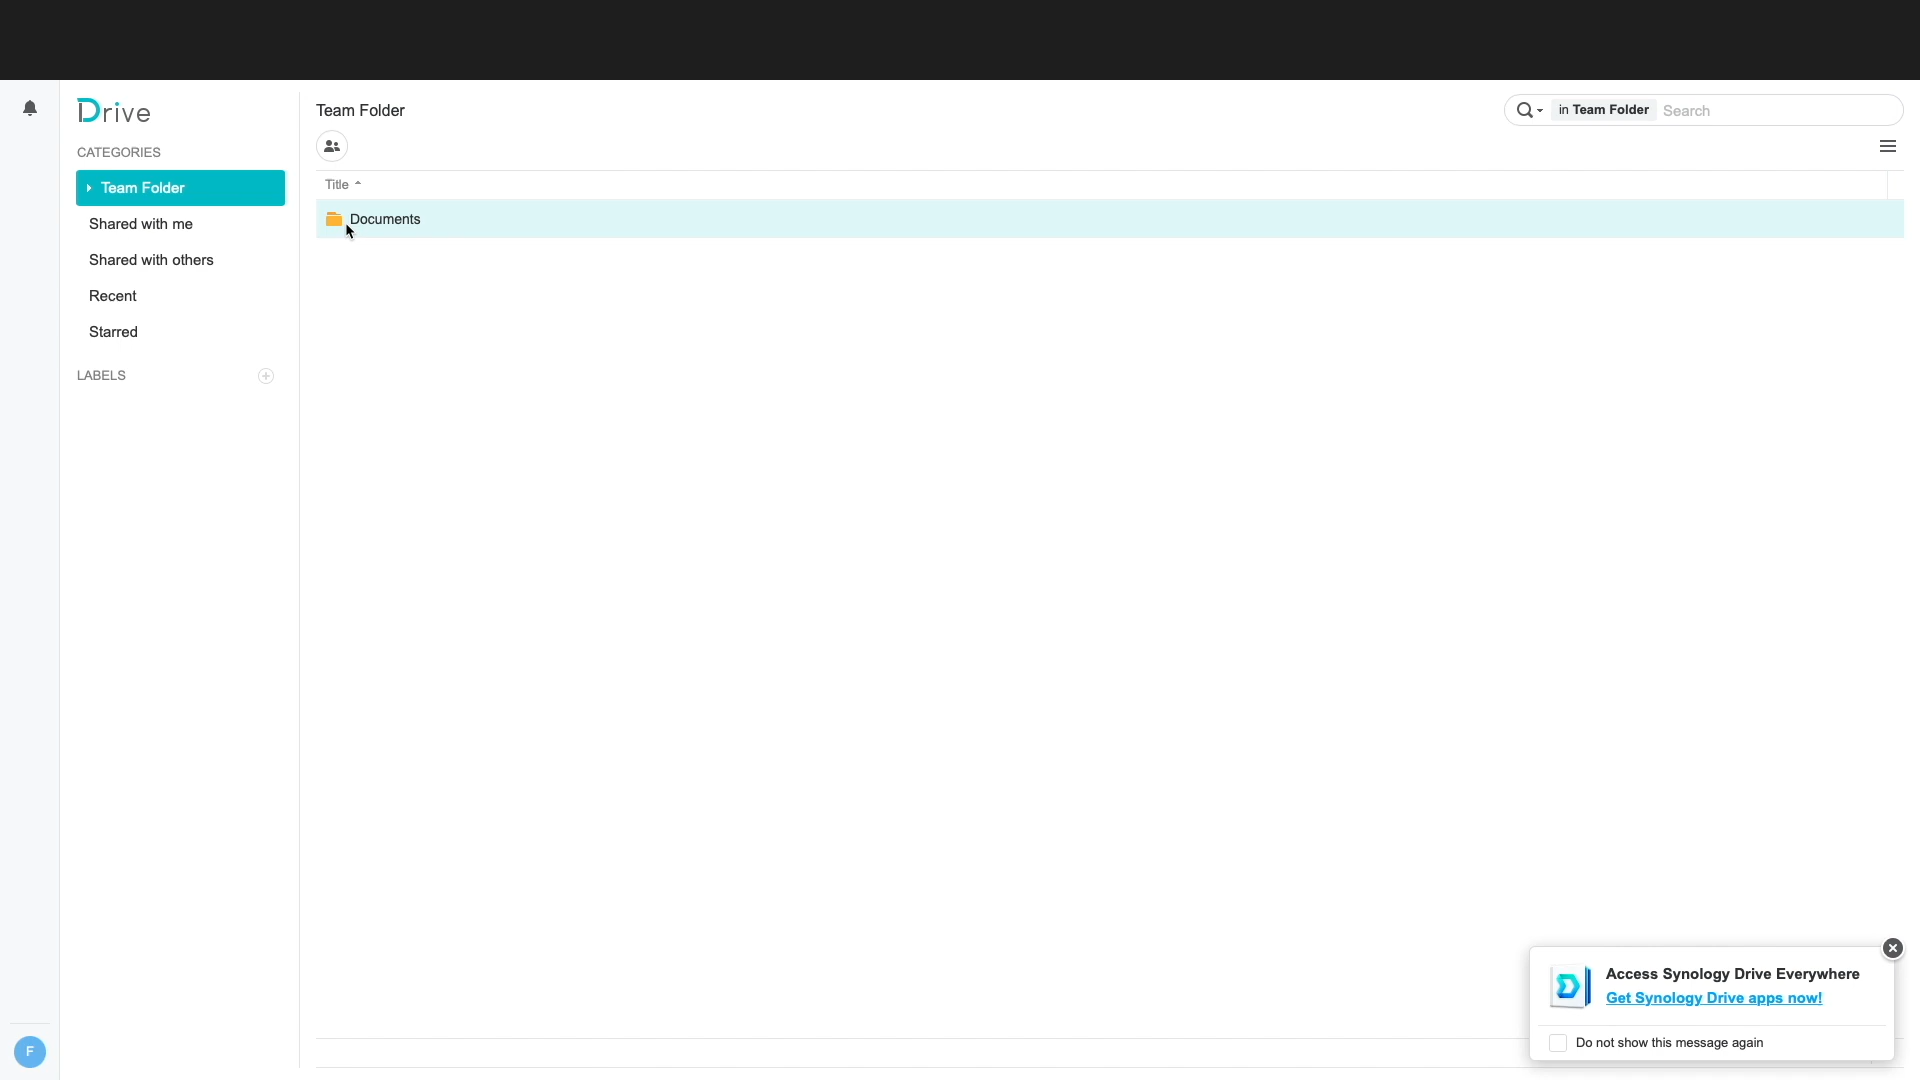 Drive
CATEGORIES
Team Folder
Shared with me
Shared with others
Recent
Starred
LABELS
F
Team Folder
in Team Folder Search
Title
Documents
Access Synology Drive Everywhere
Get Synology Drive apps now!
Do not show this message again